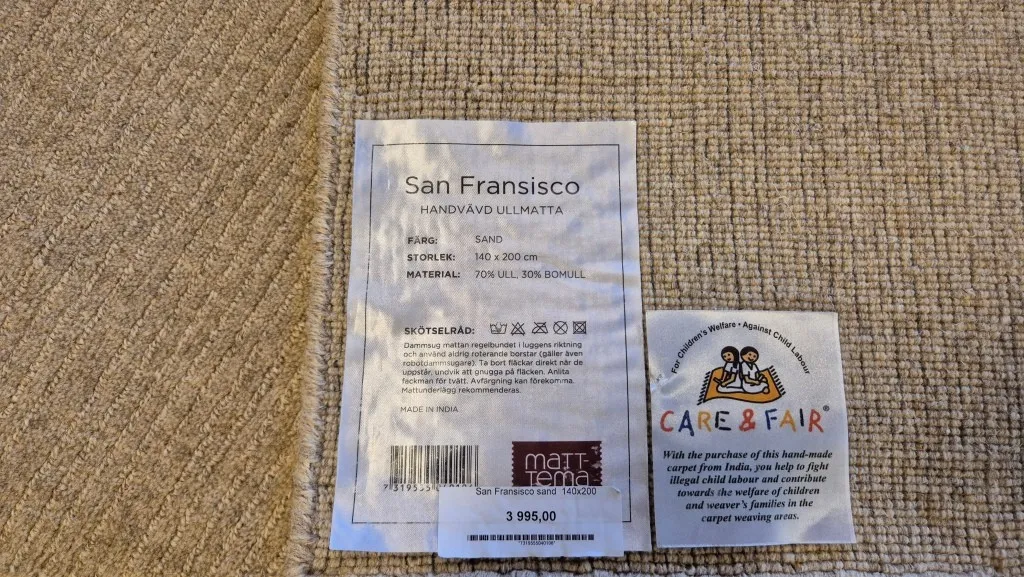 San Fransisco
HANDVÄVD ULLMATTA
FÄRG: SAND
STORLEK: 140 x 200 cm
MATERIAL: 70% ULL, 30% BOMULL
SKÖTSELRÅD:
Dammsug mattan regelbundet i luggens riktning
och använd aldrig roterande borstar (gäller även
robotdammsugare). Ta bort fläckar direkt när de
uppstår, undvik att gnugga på fläcken. Anlita
fackman för tvätt. Avfärgning kan förekomma.
Mattunderlägg rekommenderas.
MADE IN INDIA
matt
tema
San Fransisco sand 140x200
3 995,00
For Children's Welfare • Against Child Labour
CARE & FAIR®
With the purchase of this hand-made
carpet from India, you help to fight
illegal child labour and contribute
towards the welfare of children
and weaver's families in the
carpet weaving areas.